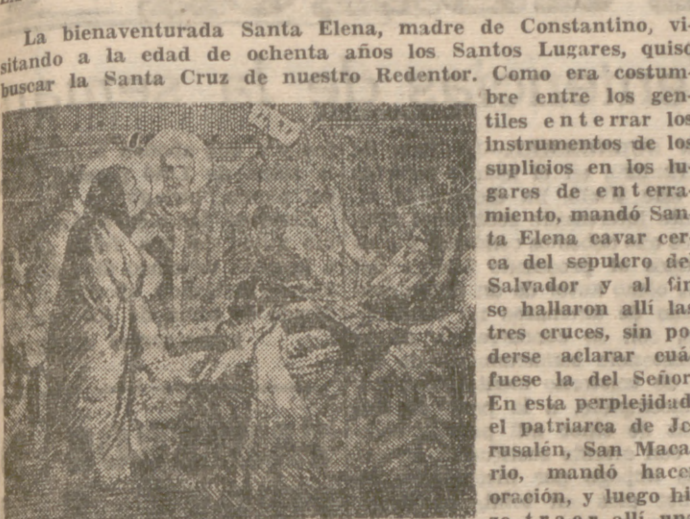 La bienaventurada Santa Elena, madre de Constantino, vi-
sitando a la edad de ochenta años los Santos Lugares, quiso
buscar la Santa Cruz de nuestro Redentor. Como era costum-
bre entre los gen-
tiles enterrar los
instrumentos de los
suplicios en los lu-
gares de enterra-
miento, mandó San-
ta Elena cavar cer-
ca del sepulcro del
Salvador y al fin
se hallaron allí las
tres cruces, sin po-
derse aclarar cuál
fuese la del Señor.
En esta perplejidad
el patriarca de Je-
rusalén, San Maca-
rio, mandó hacer
oración, y luego hi-